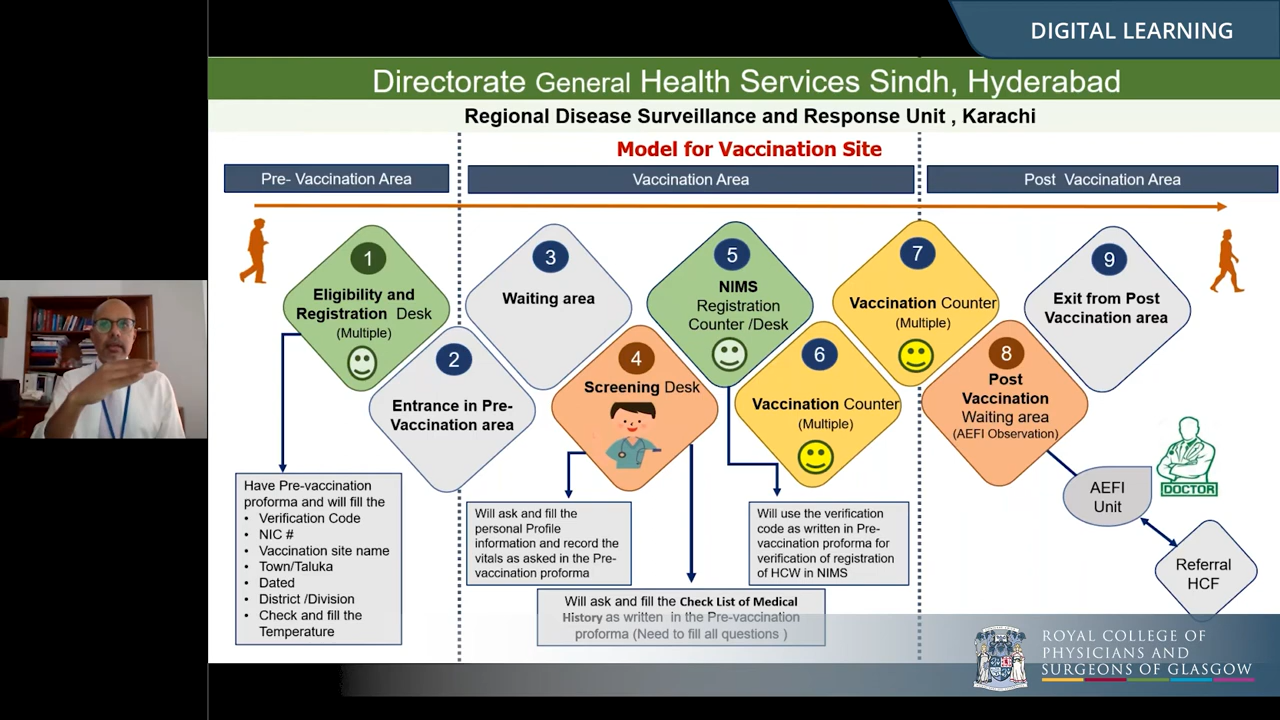 DIGITAL LEARNING
Directorate General Health Services Sindh, Hyderabad
Regional Disease Surveillance and Response Unit , Karachi
Model for Vaccination Site
Pre- Vaccination Area
Vaccination Area
Post Vaccination Area
1
Eligibility and
Registration Desk
(Multiple)
2
Entrance in Pre-
Vaccination area
3
Waiting area
4
Screening Desk
5
NIMS
Registration
Counter /Desk
6
Vaccination Counter
(Multiple)
7
Vaccination Counter
(Multiple)
8
Post
Vaccination
Waiting area
(AEFI Observation)
9
Exit from Post
Vaccination area
Have Pre-vaccination
proforma and will fill the
• Verification Code
• NIC #
• Vaccination site name
• Town/Taluka
• Dated
• District /Division
• Check and fill the
Temperature
Will ask and fill the
personal Profile
information and record the
vitals as asked in the Pre-
vaccination proforma
Will ask and fill the Check List of Medical
History as written in the Pre-vaccination
proforma (Need to fill all questions )
Will use the verification
code as written in Pre-
vaccination proforma for
verification of registration
of HCW in NIMS
AEFI
Unit
DOCTOR
Referral
HCF
ROYAL COLLEGE OF
PHYSICIANS AND
SURGEONS OF GLASGOW